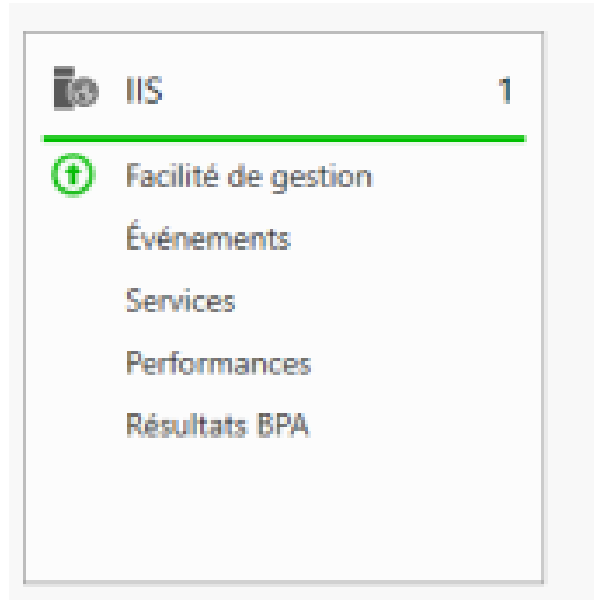 IIS 1
Facilité de gestion
Événements
Services
Performances
Résultats BPA